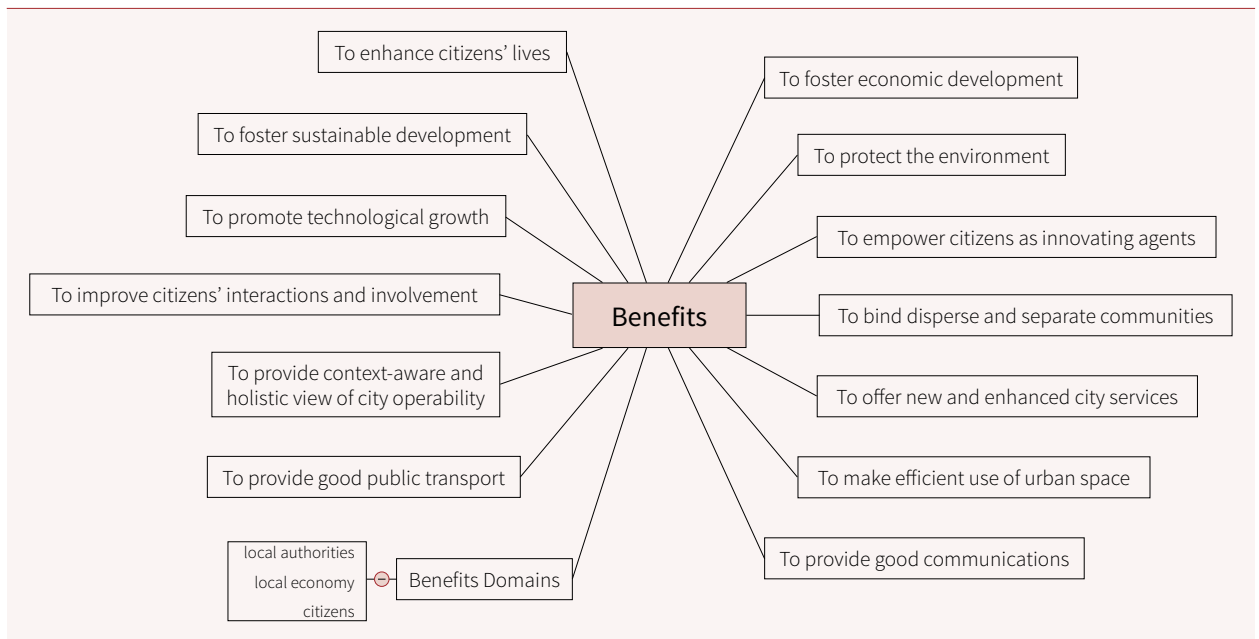 To enhance citizens’ lives
To foster economic development
To foster sustainable development
To protect the environment
To promote technological growth
To empower citizens as innovating agents
To improve citizens’ interactions and involvement
Benefits
To bind disperse and separate communities
To provide context-aware and
holistic view of city operability
To offer new and enhanced city services
To provide good public transport
To make efficient use of urban space
local authorities
local economy
citizens
Benefits Domains
To provide good communications